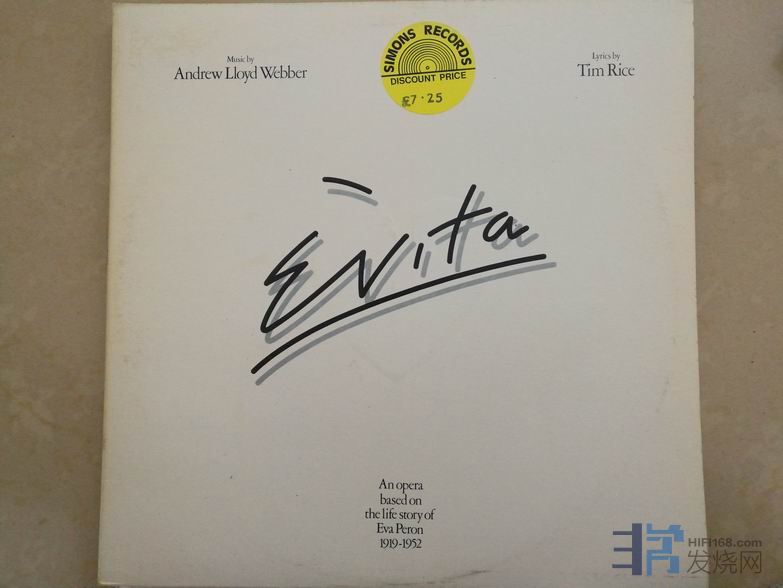 Music by
Andrew Lloyd Webber
SIMONS RECORDS
DISCOUNT PRICE
£7·25
Lyrics by
Tim Rice
Evita
An opera
based on
the life story of
Eva Peron
1919-1952
HIFI168.com
发烧网